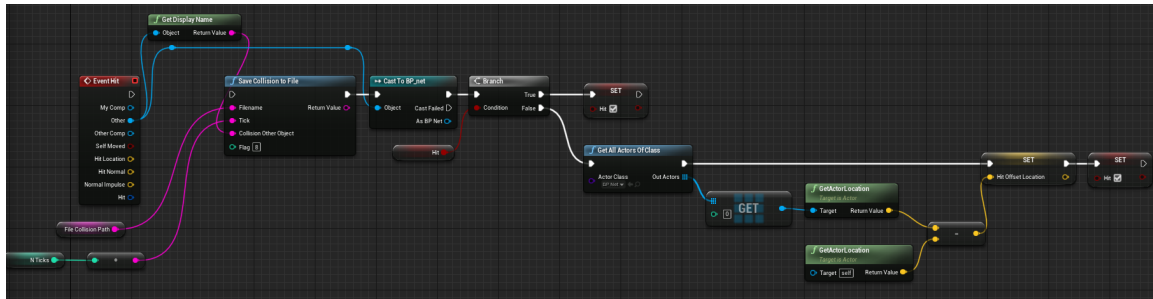 Get Display Name
Object
Return Value
Event Hit
My Comp
Other
Other Comp
Self Moved
Hit Location
Hit Normal
Normal Impulse
Hit
File Collision Path
N Ticks
Save Collision to File
Filename
Return Value
Tick
Collision Other Object
Flag
8
Cast To BP_net
Object
Cast Failed
As BP Net
Hit
Branch
Condition
True
False
SET
Hit
Get All Actors Of Class
Actor Class
BP Net
Out Actors
GET
0
GetActorLocation
Target is Actor
Target
Return Value
GetActorLocation
Target is Actor
Target
self
Return Value
-
SET
Hit Offset Location
SET
Hit